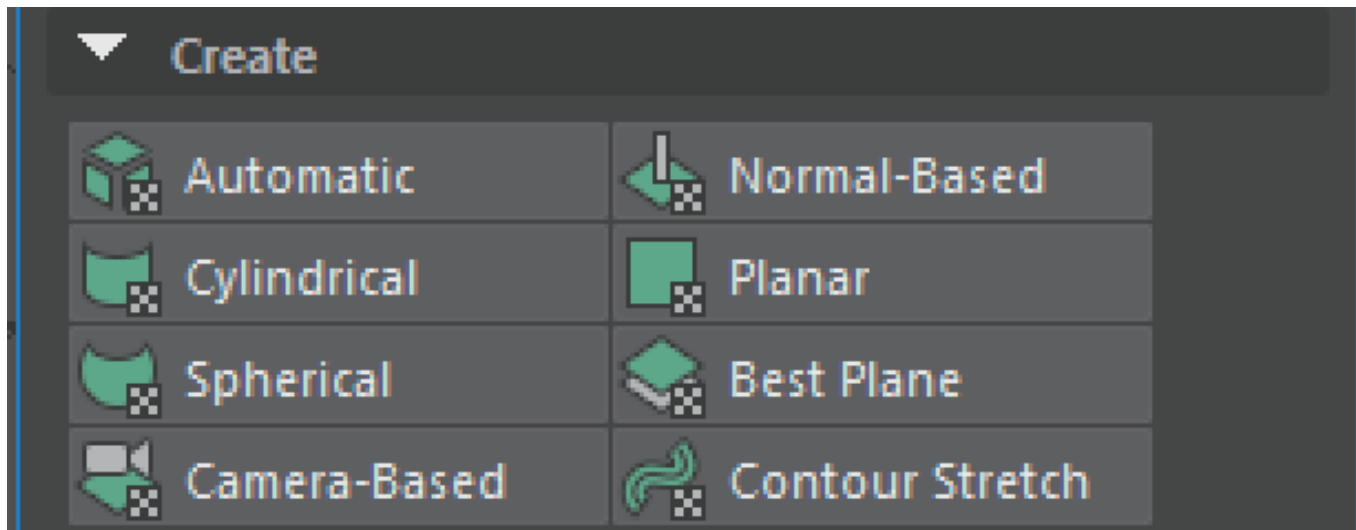 Create
Automatic
Normal-Based
Cylindrical
Planar
Spherical
Best Plane
Camera-Based
Contour Stretch